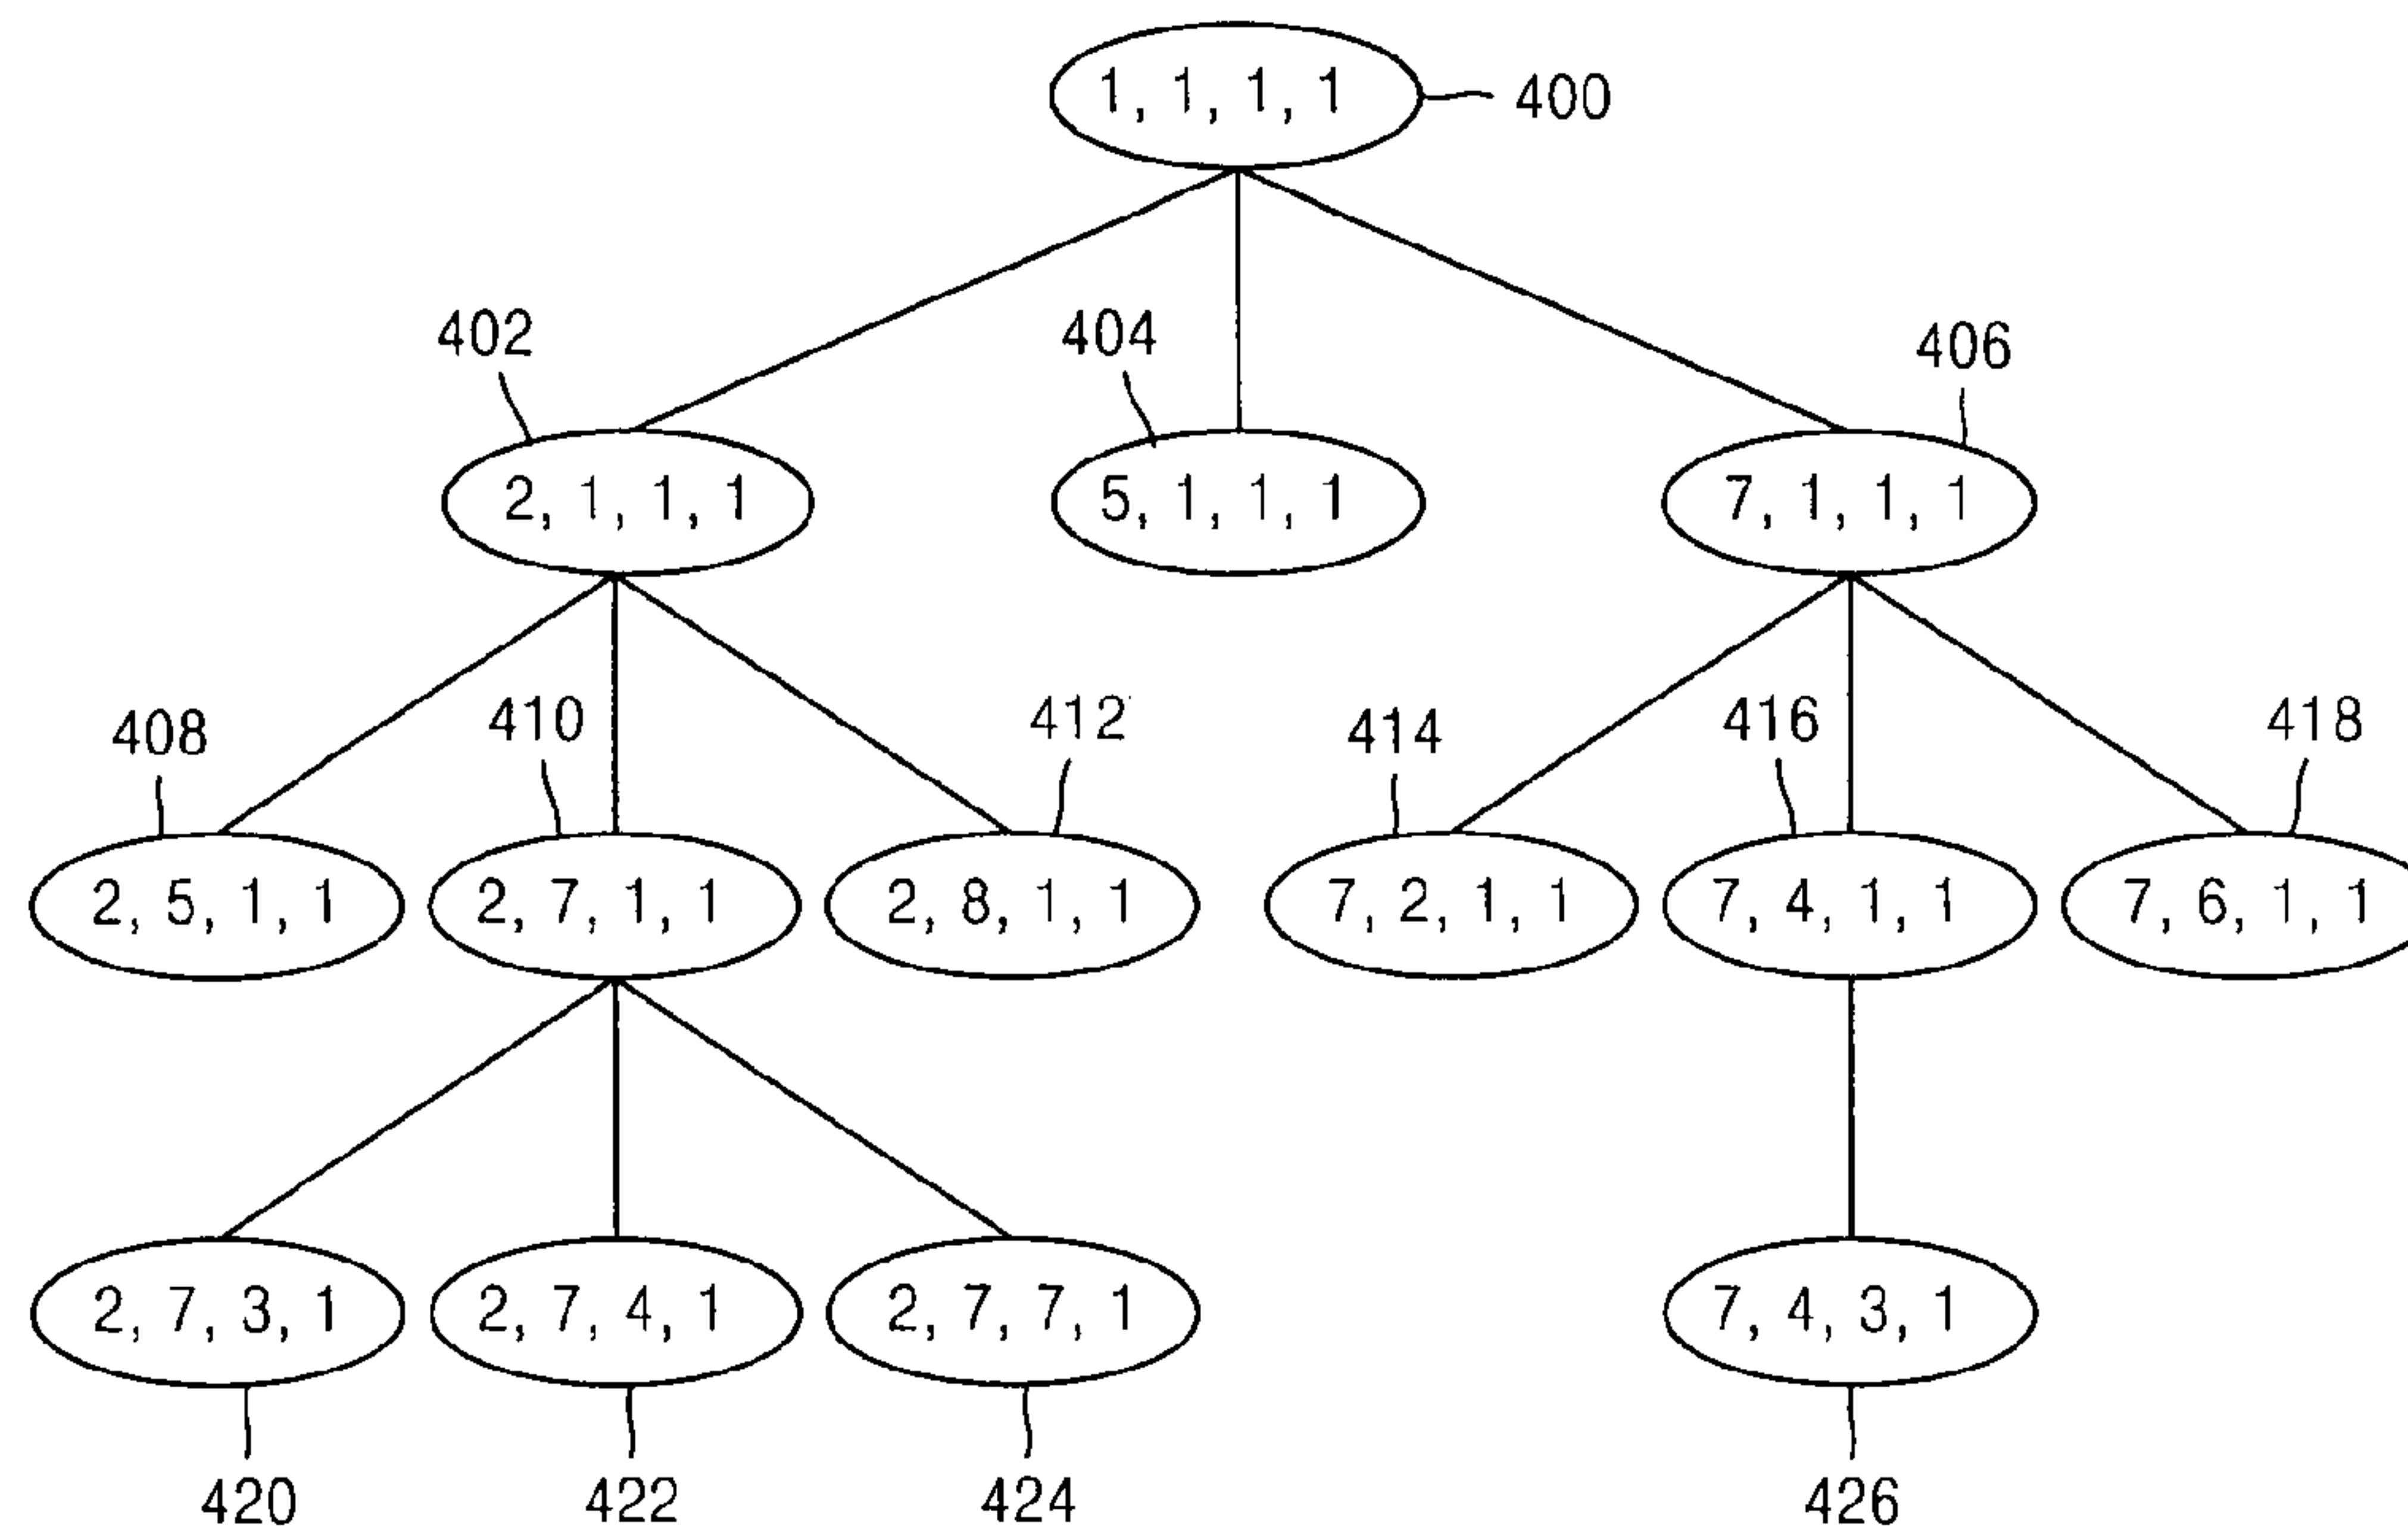 1, 1, 1, 1
400
402
404
406
2, 1, 1, 1
5, 1, 1, 1
7, 1, 1, 1
408
410
412
414
416
418
2, 5, 1, 1
2, 7, 1, 1
2, 8, 1, 1
7, 2, 1, 1
7, 4, 1, 1
7, 6, 1, 1
2, 7, 3, 1
2, 7, 4, 1
2, 7, 7, 1
7, 4, 3, 1
420
422
424
426